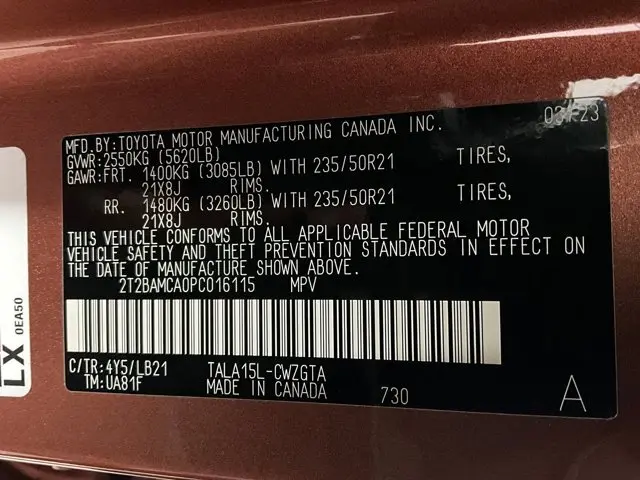 MFD.BY:TOYOTA MOTOR MANUFACTURING CANADA INC. 03/23
GVWR:2550KG (5620LB)
GAWR:FRT. 1400KG (3085LB) WITH 235/50R21 TIRES,
21X8J RIMS.
RR. 1480KG (3260LB) WITH 235/50R21 TIRES,
21X8J RIMS.
THIS VEHICLE CONFORMS TO ALL APPLICABLE FEDERAL MOTOR
VEHICLE SAFETY AND THEFT PREVENTION STANDARDS IN EFFECT ON
THE DATE OF MANUFACTURE SHOWN ABOVE.
2T2BAMCA0PC016115 MPV
C/TR:4Y5/LB21 TALA15L-CWZGTA
TM:UA81F MADE IN CANADA 730 A
LX 0EA50